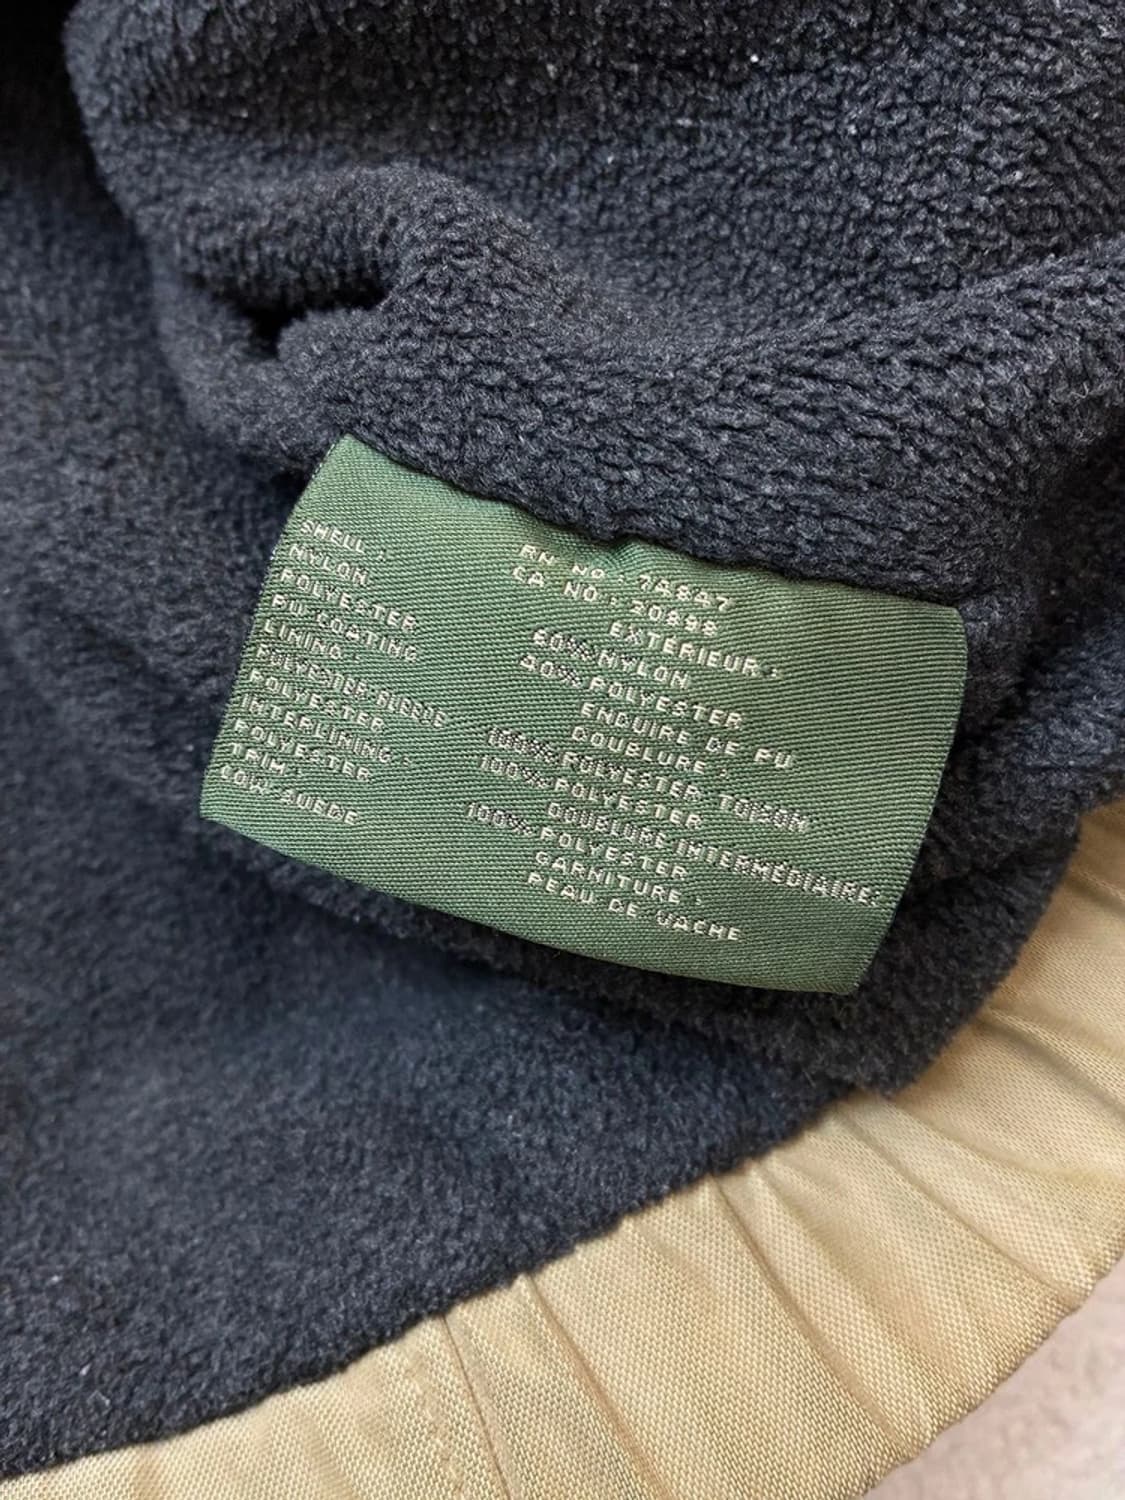 RN NO : 74847
CA NO : 20898
SHELL : EXTERIEUR :
NYLON 60% NYLON
POLYESTER 40% POLYESTER
PU COATING ENDUIRE DE PU
LINING : DOUBLURE :
POLYESTER FLEECE 100% POLYESTER TOISON
POLYESTER 100% POLYESTER
INTERLINING : DOUBLURE INTERMEDIAIRE:
POLYESTER 100% POLYESTER
TRIM : GARNITURE :
COW SUEDE PEAU DE VACHE